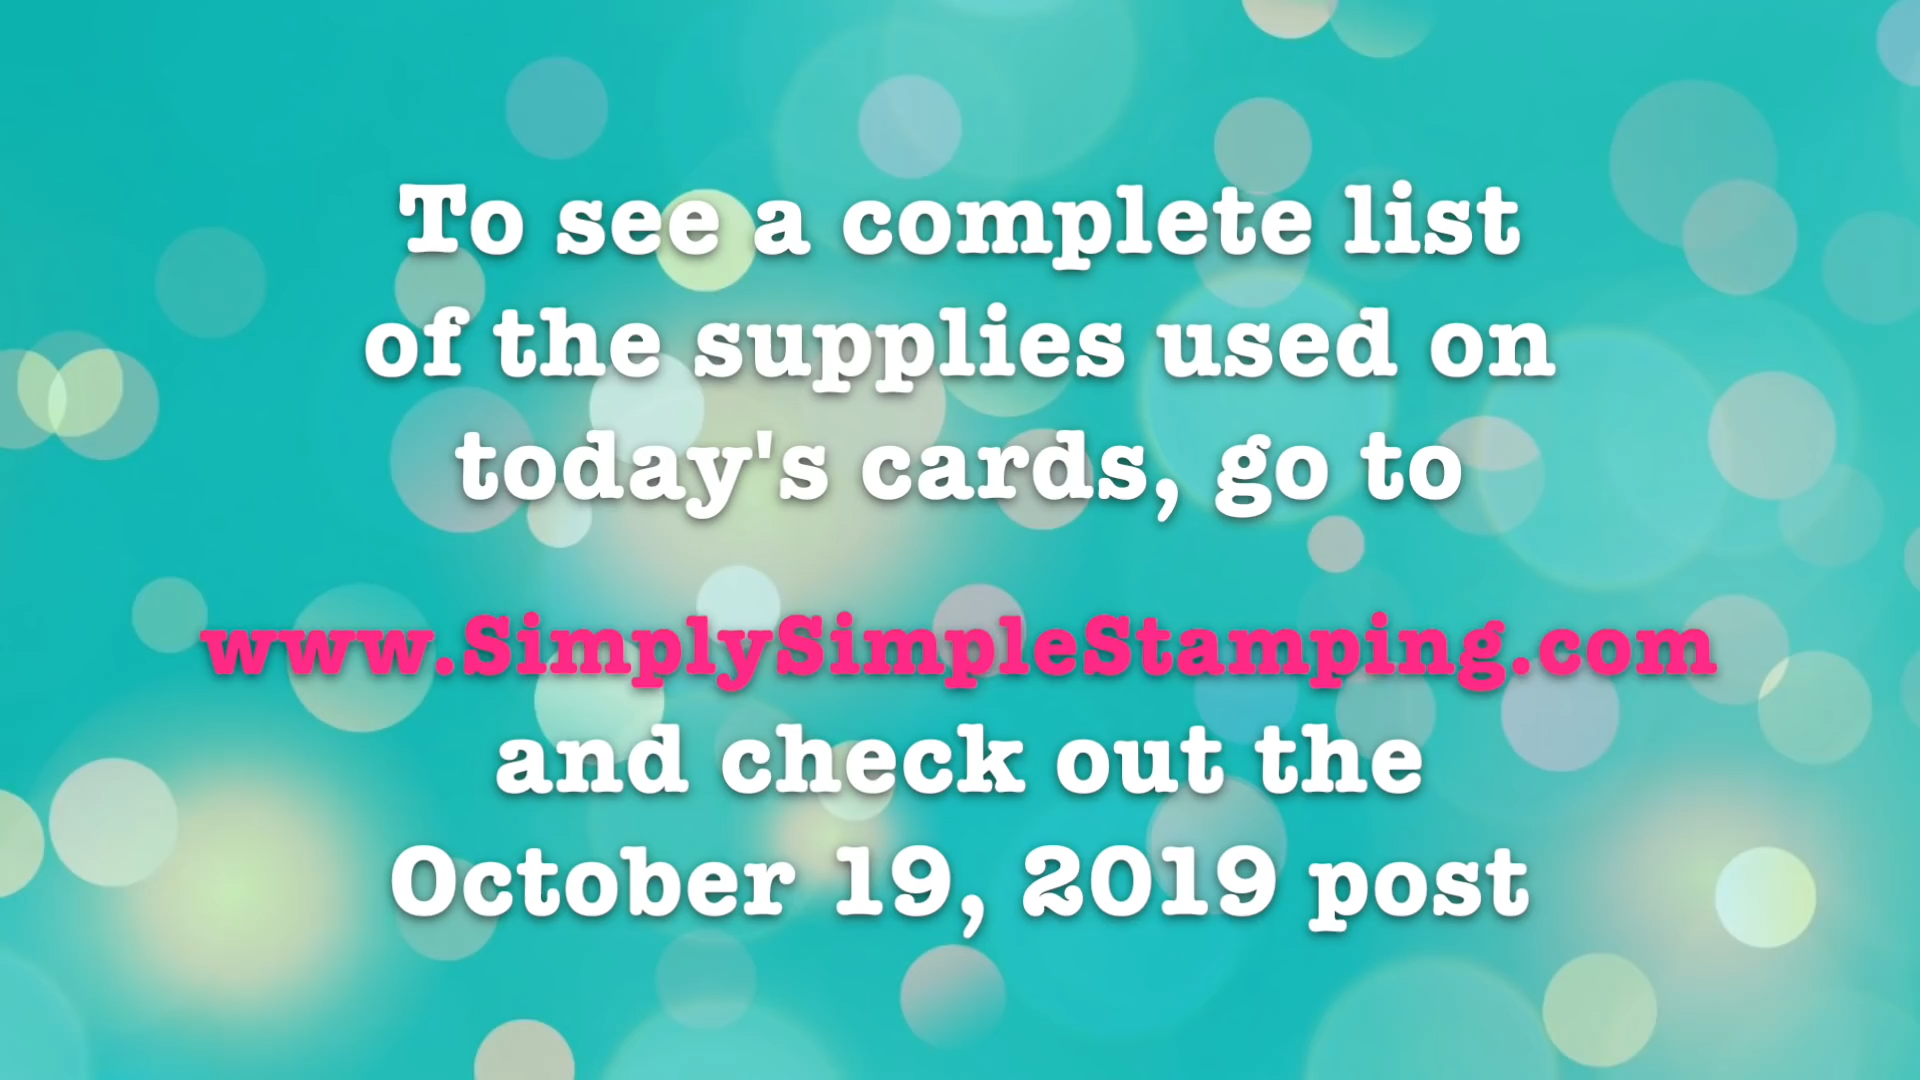 To see a complete list
of the supplies used on
today's cards, go to
www.SimplySimpleStamping.com
and check out the
October 19, 2019 post